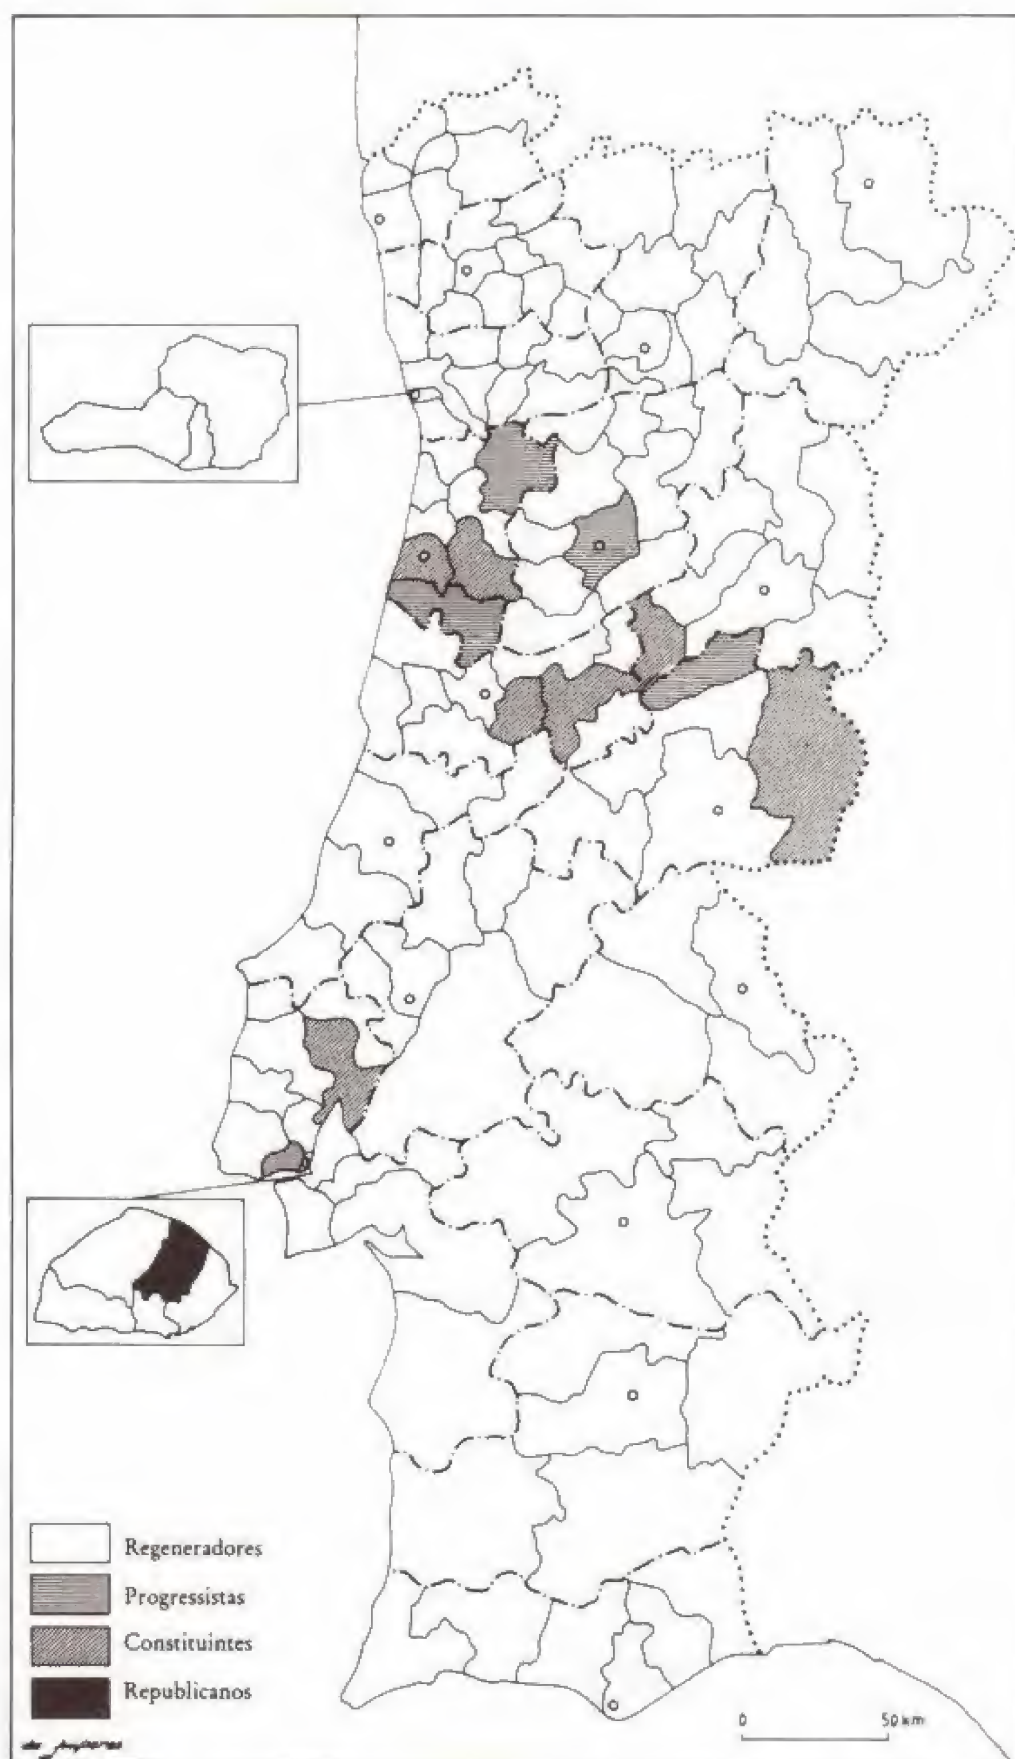 Regeneradores
Progressistas
Constituintes
Republicanos
0 50 km